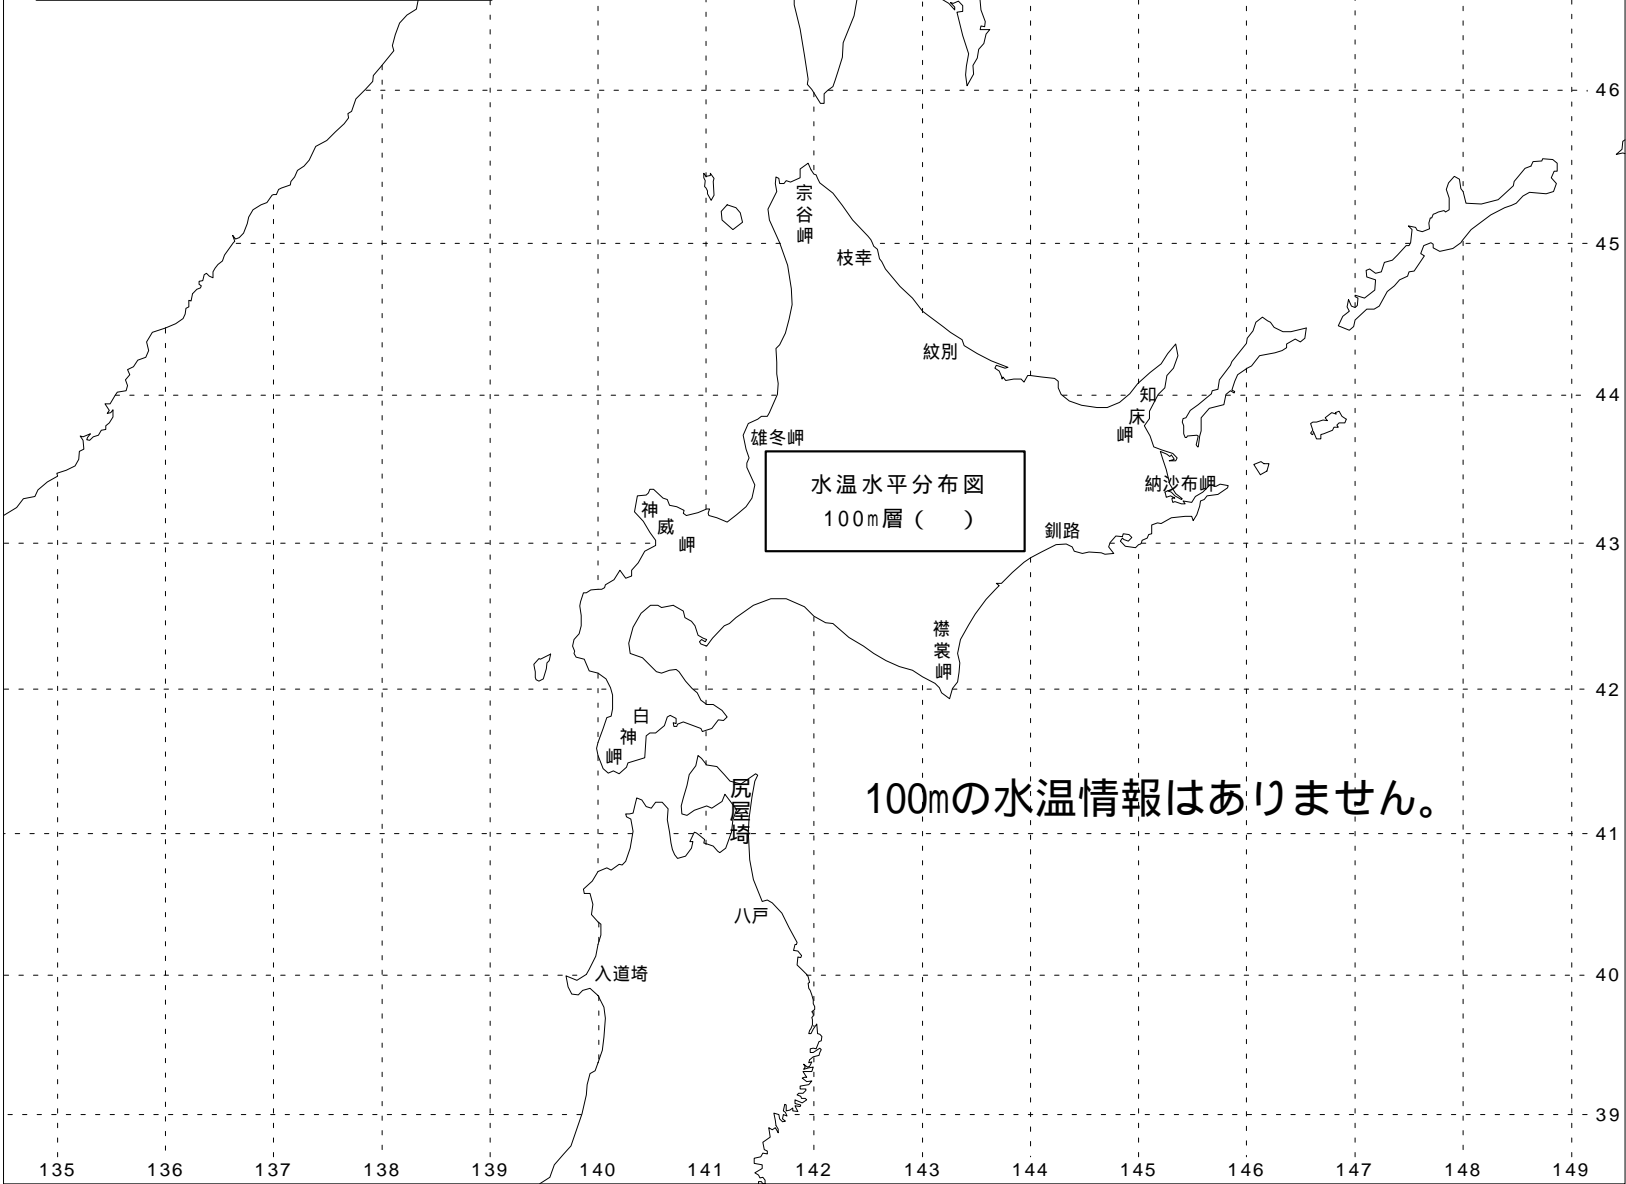 46
宗谷岬
45
枝幸
紋別
44
知床岬
雄冬岬
水温水平分布図
100m層（　）
納沙布岬
神威岬
釧路
43
襟裳岬
42
白神岬
尻屋埼
100mの水温情報はありません。
41
八戸
入道埼
40
39
135 136 137 138 139 140 141 142 143 144 145 146 147 148 149